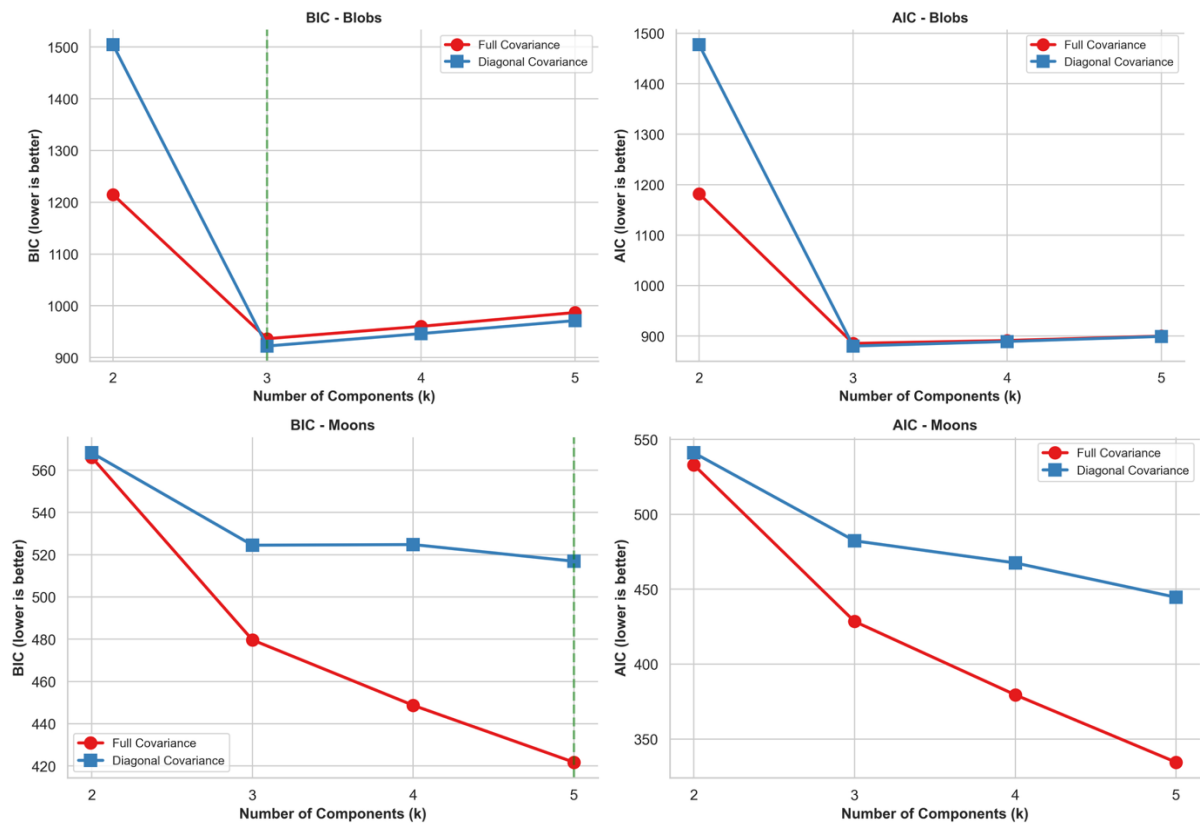 BIC - Blobs
BIC (lower is better)
1500
1400
1300
1200
1100
1000
900
Full Covariance
Diagonal Covariance
2 3 4 5
Number of Components (k)
AIC - Blobs
AIC (lower is better)
1500
1400
1300
1200
1100
1000
900
Full Covariance
Diagonal Covariance
2 3 4 5
Number of Components (k)
BIC - Moons
BIC (lower is better)
560
540
520
500
480
460
440
420
Full Covariance
Diagonal Covariance
2 3 4 5
Number of Components (k)
AIC - Moons
AIC (lower is better)
550
500
450
400
350
Full Covariance
Diagonal Covariance
2 3 4 5
Number of Components (k)